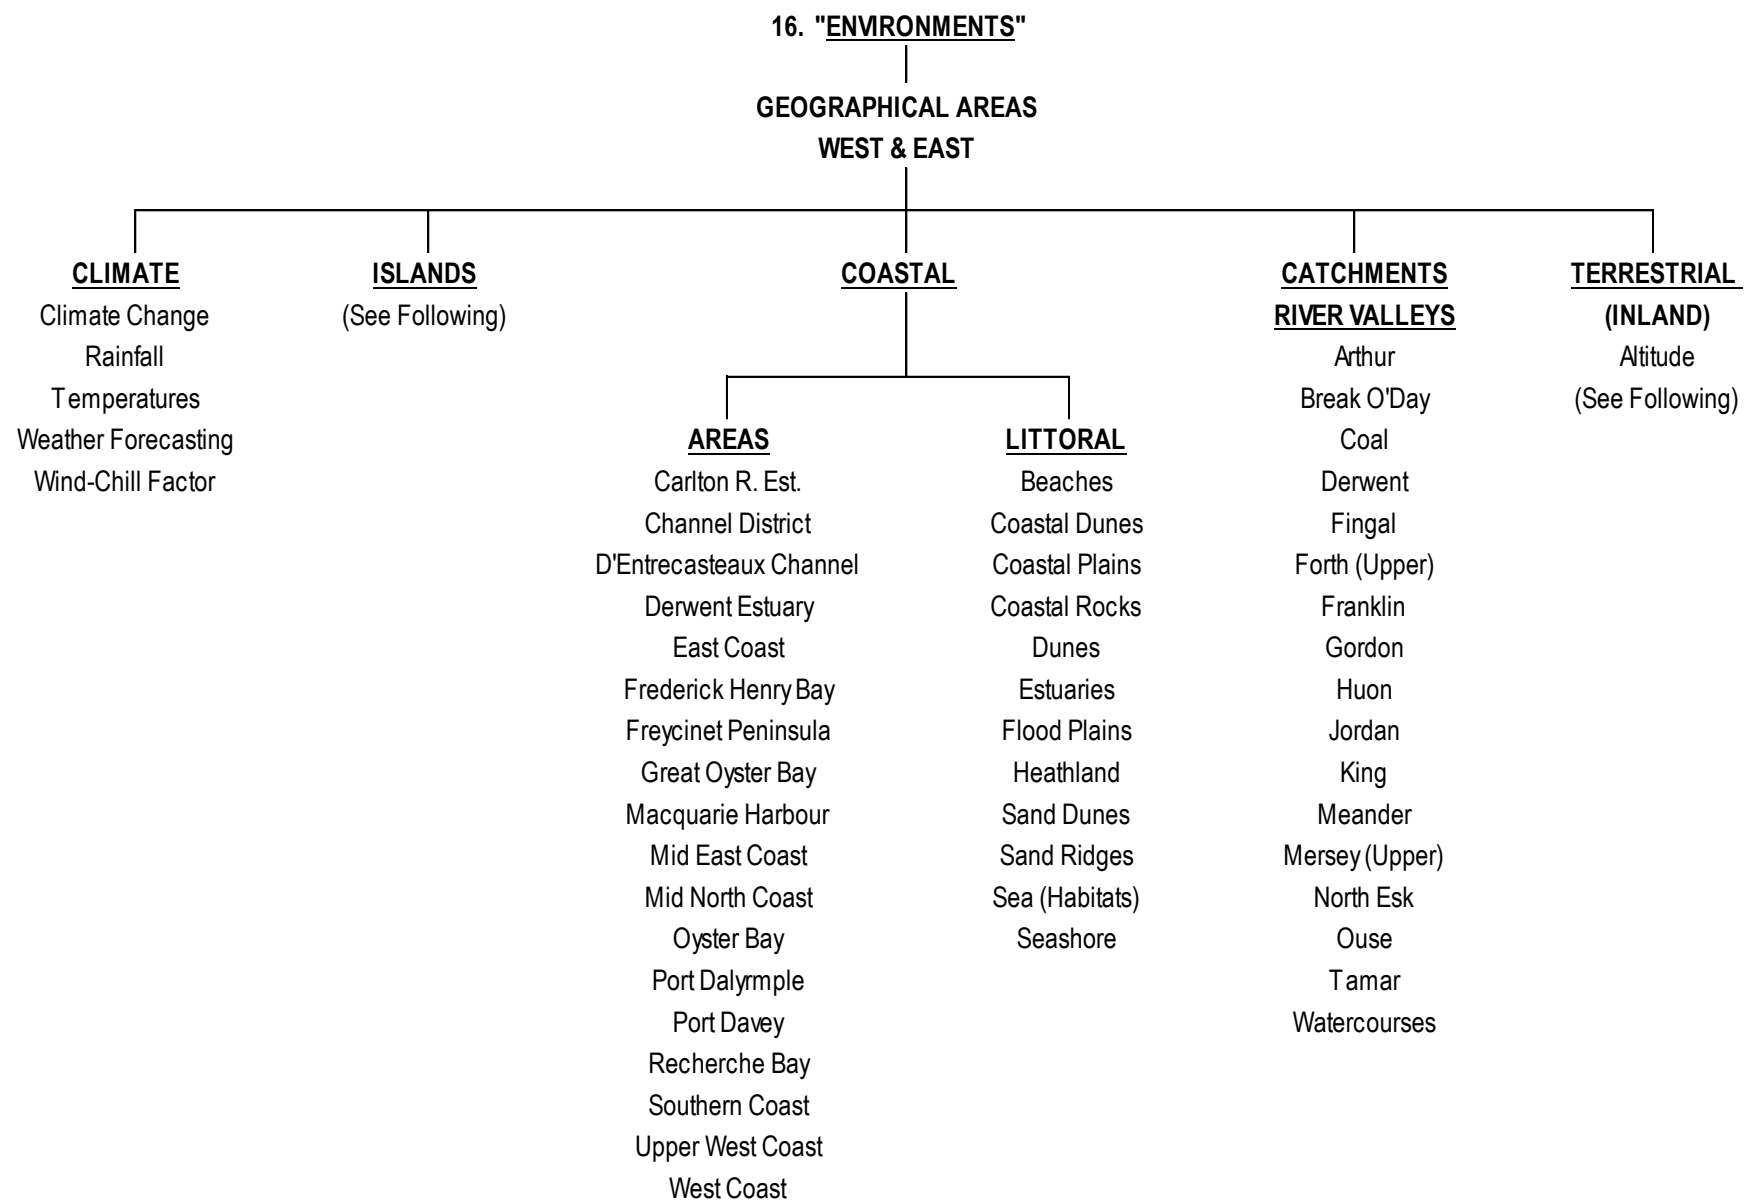 16. "ENVIRONMENTS"
GEOGRAPHICAL AREAS
WEST & EAST
CLIMATE
Climate Change
Rainfall
Temperatures
Weather Forecasting
Wind-Chill Factor
ISLANDS
(See Following)
COASTAL
AREAS
Carlton R. Est.
Channel District
D'Entrecasteaux Channel
Derwent Estuary
East Coast
Frederick Henry Bay
Freycinet Peninsula
Great Oyster Bay
Macquarie Harbour
Mid East Coast
Mid North Coast
Oyster Bay
Port Dalyrmple
Port Davey
Recherche Bay
Southern Coast
Upper West Coast
West Coast
LITTORAL
Beaches
Coastal Dunes
Coastal Plains
Coastal Rocks
Dunes
Estuaries
Flood Plains
Heathland
Sand Dunes
Sand Ridges
Sea (Habitats)
Seashore
CATCHMENTS
RIVER VALLEYS
Arthur
Break O'Day
Coal
Derwent
Fingal
Forth (Upper)
Franklin
Gordon
Huon
Jordan
King
Meander
Mersey (Upper)
North Esk
Ouse
Tamar
Watercourses
TERRESTRIAL
(INLAND)
Altitude
(See Following)